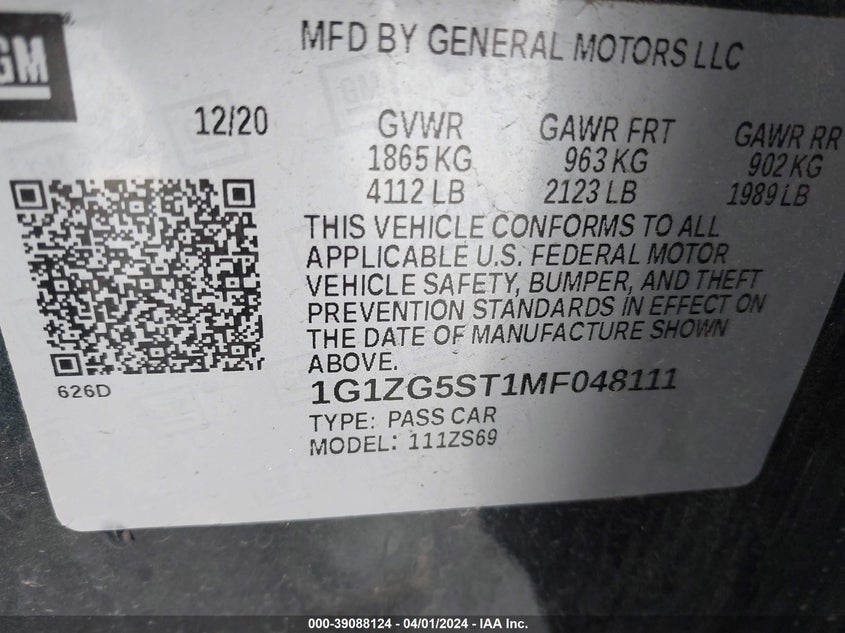 GM
MFD BY GENERAL MOTORS LLC
12/20 GVWR GAWR FRT GAWR RR
1865 KG 963 KG 902 KG
4112 LB 2123 LB 1989 LB
THIS VEHICLE CONFORMS TO ALL
APPLICABLE U.S. FEDERAL MOTOR
VEHICLE SAFETY, BUMPER, AND THEFT
PREVENTION STANDARDS IN EFFECT ON
THE DATE OF MANUFACTURE SHOWN
ABOVE.
626D
1G1ZG5ST1MF048111
TYPE: PASS CAR
MODEL: 111ZS69
000-39088124 - 04/01/2024 - IAA Inc.